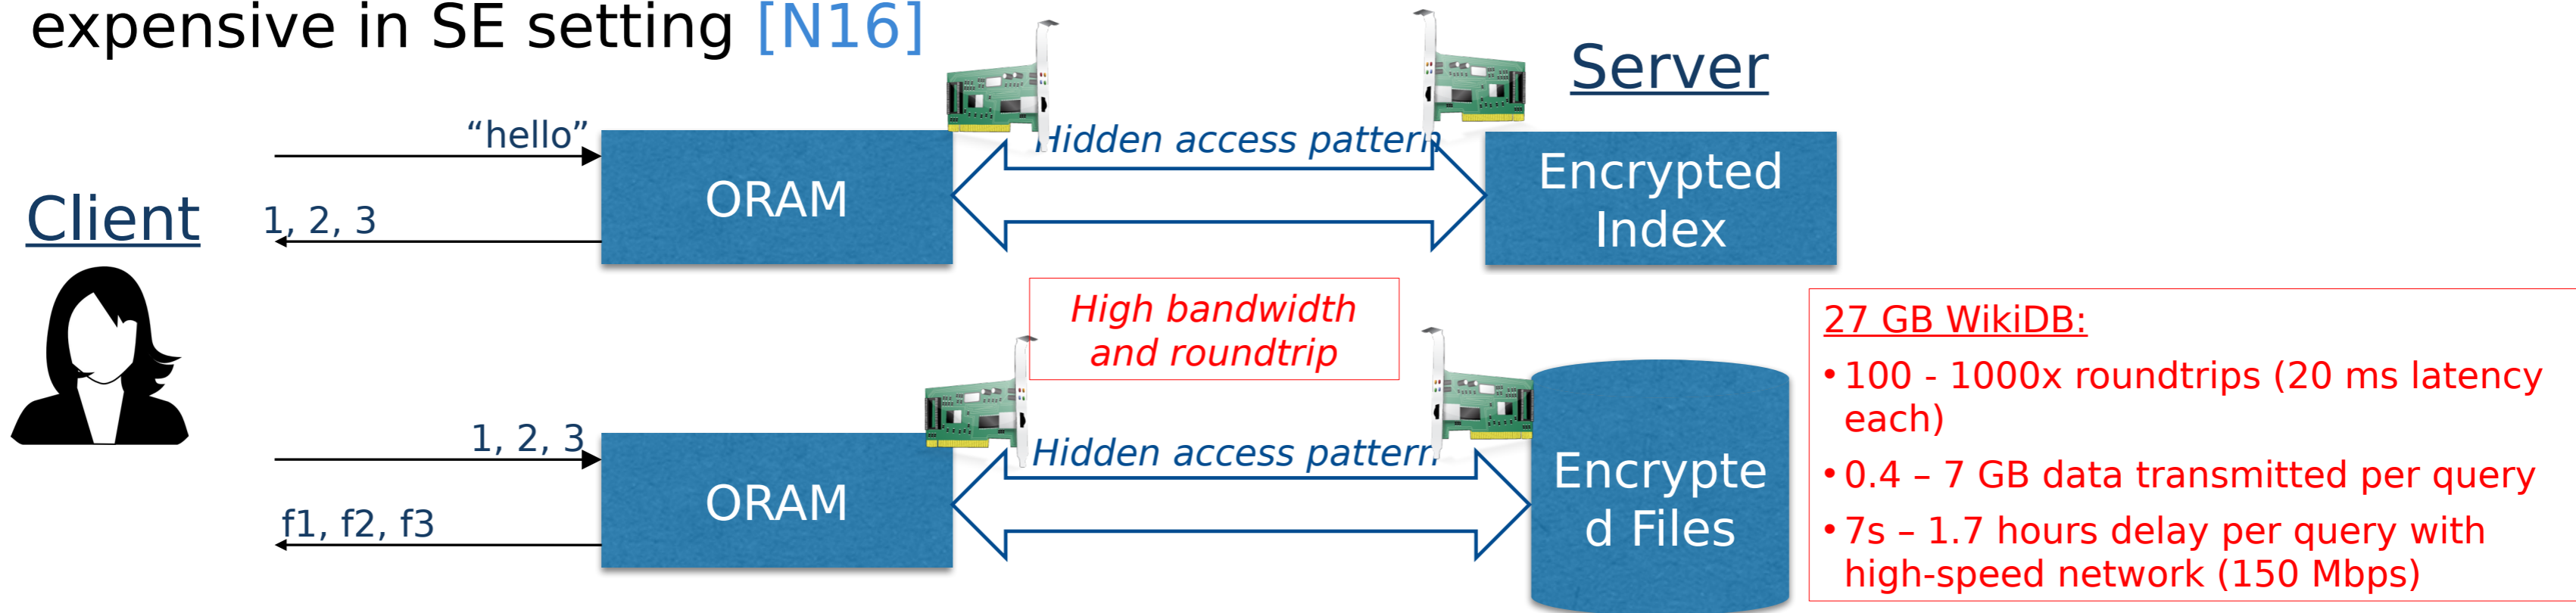 expensive in SE setting [N16]
Server
“hello”
Hidden access pattern
ORAM
Encrypted
Index
Client
1, 2, 3
High bandwidth
and roundtrip
27 GB WikiDB:
• 100 - 1000x roundtrips (20 ms latency
each)
• 0.4 – 7 GB data transmitted per query
• 7s – 1.7 hours delay per query with
high-speed network (150 Mbps)
1, 2, 3
Hidden access pattern
ORAM
Encrypte
d Files
f1, f2, f3